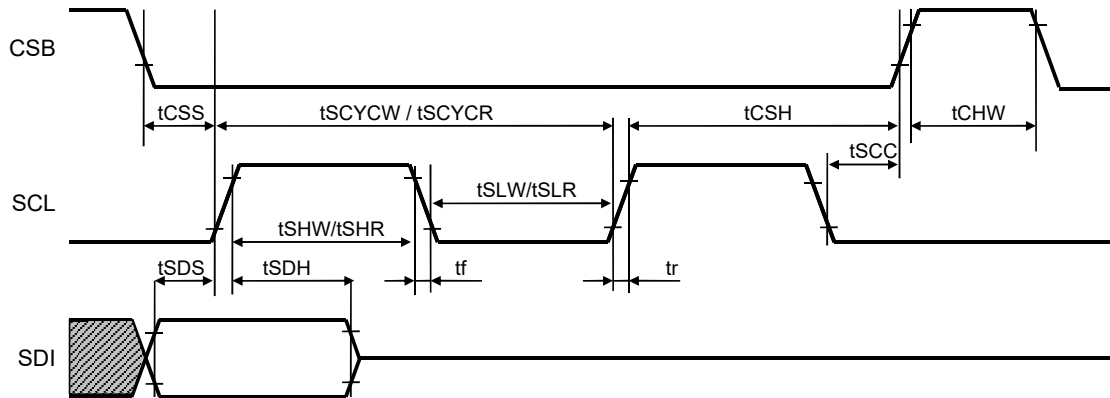 CSB
tCSS
tSCYCW / tSCYCR
tCSH
tCHW
tSCC
SCL
tSLW/tSLR
tSHW/tSHR
tSDS
tSDH
tf
tr
SDI